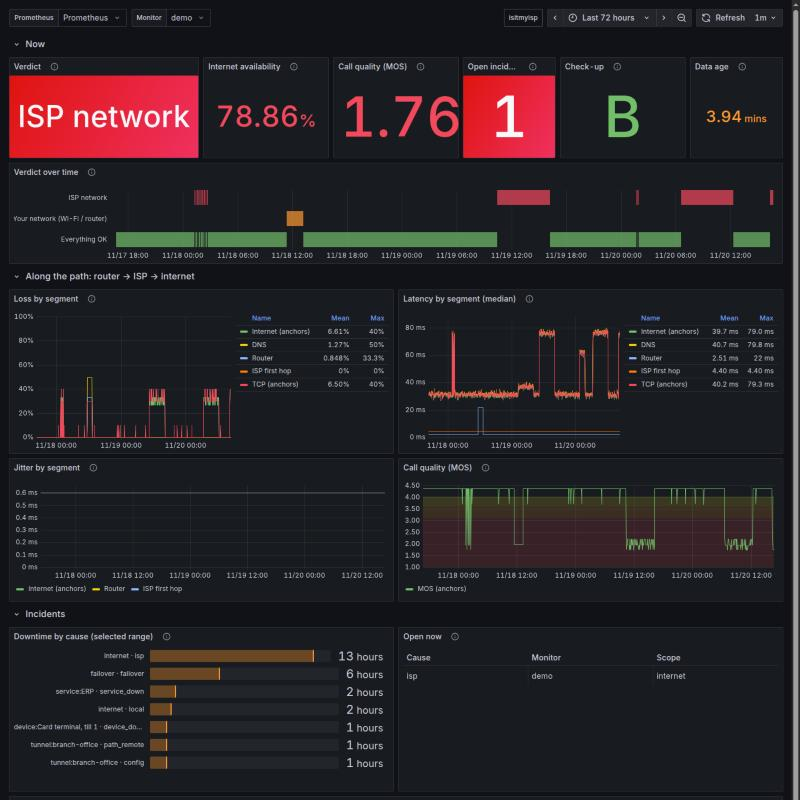 Prometheus Prometheus Monitor demo isitmyisp Last 72 hours Refresh 1m
Now
Verdict Internet availability Call quality (MOS) Open incid... Check-up Data age
ISP network 78.86% 1.76 1 B 3.94 mins
Verdict over time
ISP network
Your network (Wi-Fi / router)
Everything OK
11/17 18:00 11/18 00:00 11/18 06:00 11/18 12:00 11/18 18:00 11/19 00:00 11/19 06:00 11/19 12:00 11/19 18:00 11/20 00:00 11/20 06:00 11/20 12:00
Along the path: router → ISP → internet
Loss by segment
100%
80%
60%
40%
20%
0%
11/18 00:00 11/19 00:00 11/20 00:00
Name Mean Max
Internet (anchors) 6.61% 40%
DNS 1.27% 50%
Router 0.848% 33.3%
ISP first hop 0% 0%
TCP (anchors) 6.50% 40%
Latency by segment (median)
80 ms
60 ms
40 ms
20 ms
0 ms
11/18 00:00 11/19 00:00 11/20 00:00
Name Mean Max
Internet (anchors) 39.7 ms 79.0 ms
DNS 40.7 ms 79.8 ms
Router 2.51 ms 22 ms
ISP first hop 4.40 ms 4.40 ms
TCP (anchors) 40.2 ms 79.3 ms
Jitter by segment
0.6 ms
0.5 ms
0.4 ms
0.3 ms
0.2 ms
0.1 ms
0 ms
11/18 00:00 11/18 12:00 11/19 00:00 11/19 12:00 11/20 00:00 11/20 12:00
Internet (anchors) Router ISP first hop
Call quality (MOS)
4.50
4.00
3.50
3.00
2.50
2.00
1.50
1.00
11/18 00:00 11/18 12:00 11/19 00:00 11/19 12:00 11/20 00:00 11/20 12:00
MOS (anchors)
Incidents
Downtime by cause (selected range)
internet · isp 13 hours
failover · failover 6 hours
service:ERP · service_down 2 hours
internet · local 2 hours
device:Card terminal, till 1 · device_do... 1 hours
tunnel:branch-office · path_remote 1 hours
tunnel:branch-office · config 1 hours
Open now
Cause Monitor Scope
isp demo internet